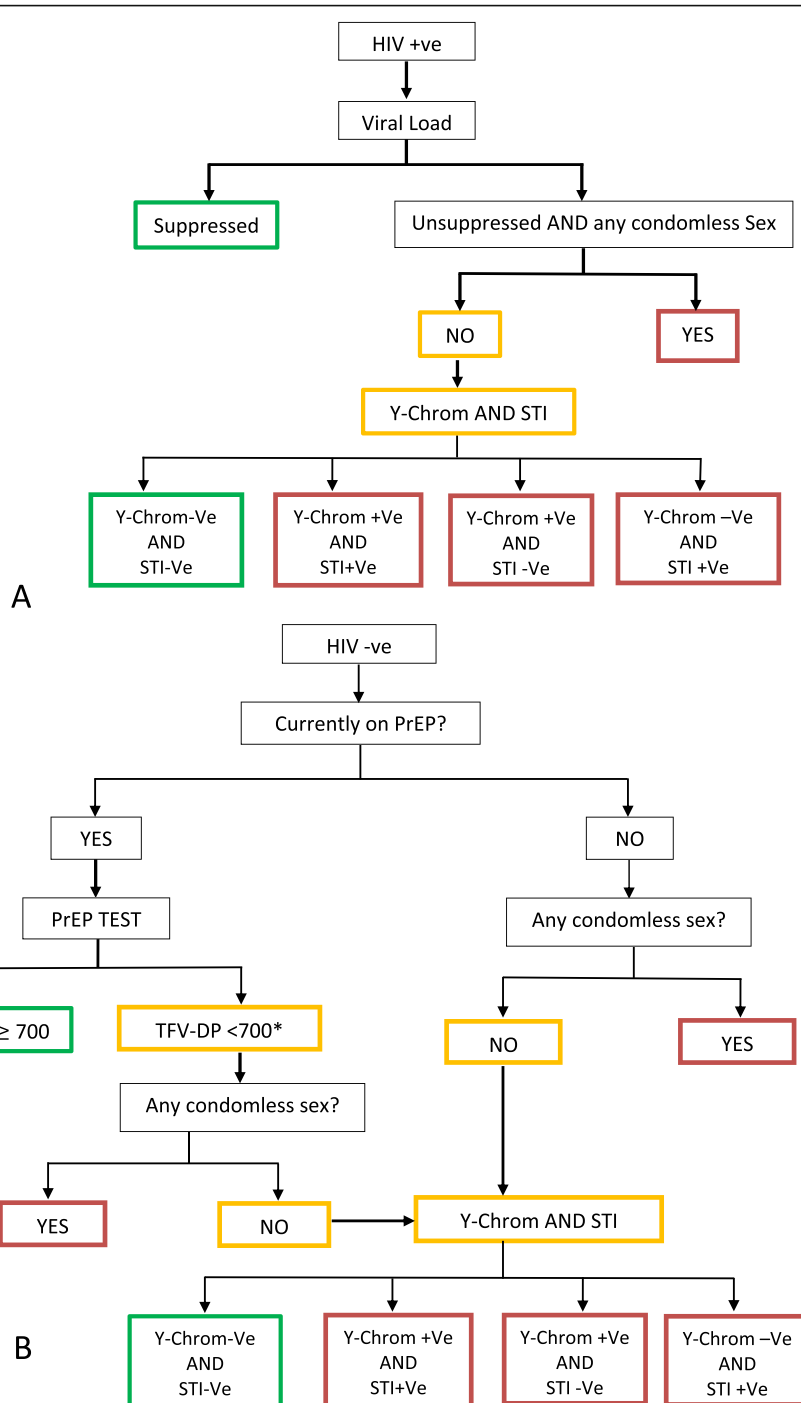 HIV +ve
Viral Load
Suppressed
Unsuppressed AND any condomless Sex
NO
YES
Y-Chrom AND STI
Y-Chrom-Ve
AND
STI-Ve
Y-Chrom +Ve
AND
STI+Ve
Y-Chrom +Ve
AND
STI -Ve
Y-Chrom –Ve
AND
STI +Ve
A
HIV -ve
Currently on PrEP?
YES
NO
PrEP TEST
Any condomless sex?
≥ 700
TFV-DP <700*
NO
YES
Any condomless sex?
YES
NO
Y-Chrom AND STI
Y-Chrom-Ve
AND
STI-Ve
Y-Chrom +Ve
AND
STI+Ve
Y-Chrom +Ve
AND
STI -Ve
Y-Chrom –Ve
AND
STI +Ve
B